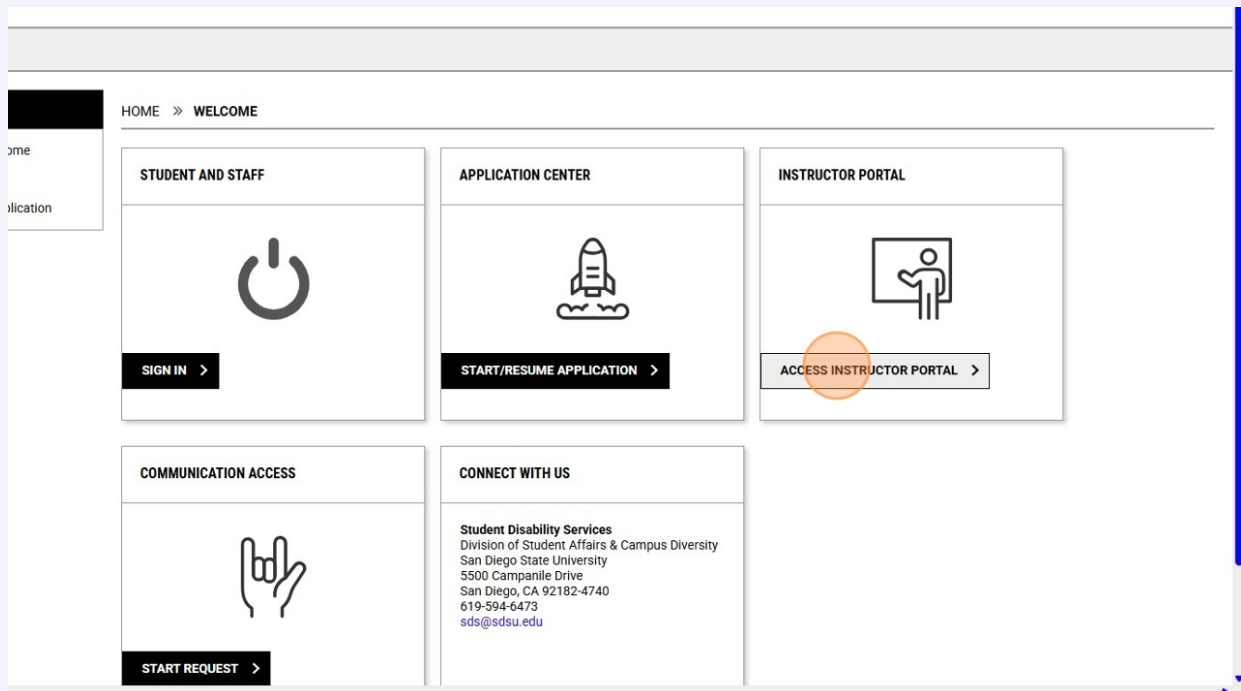 HOME » WELCOME
STUDENT AND STAFF
SIGN IN >
APPLICATION CENTER
START/RESUME APPLICATION >
INSTRUCTOR PORTAL
ACCESS INSTRUCTOR PORTAL >
COMMUNICATION ACCESS
START REQUEST >
CONNECT WITH US
Student Disability Services
Division of Student Affairs & Campus Diversity
San Diego State University
5500 Campanile Drive
San Diego, CA 92182-4740
619-594-6473
sds@sdsu.edu